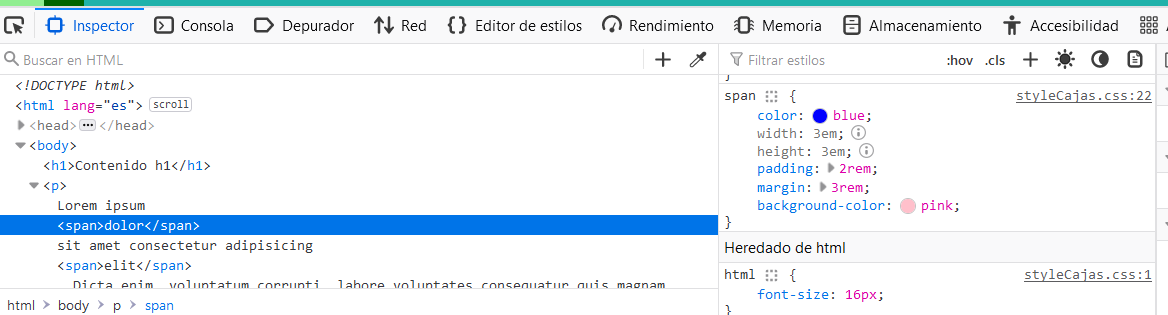 Inspector Consola Depurador Red Editor de estilos Rendimiento Memoria Almacenamiento Accesibilidad
Buscar en HTML
<!DOCTYPE html>
<html lang="es"> scroll
<head> ... </head>
<body>
<h1>Contenido h1</h1>
<p>
Lorem ipsum
<span>dolor</span>
sit amet consectetur adipisicing
<span>elit</span>
. Dicta enim, voluptatum corrupti, labore voluptates consequatur quis magnam
html > body > p > span
Filtrar estilos :hov .cls
}
span { styleCajas.css:22
color: blue;
width: 3em;
height: 3em;
padding: 2rem;
margin: 3rem;
background-color: pink;
}
Heredado de html
html { styleCajas.css:1
font-size: 16px;
}